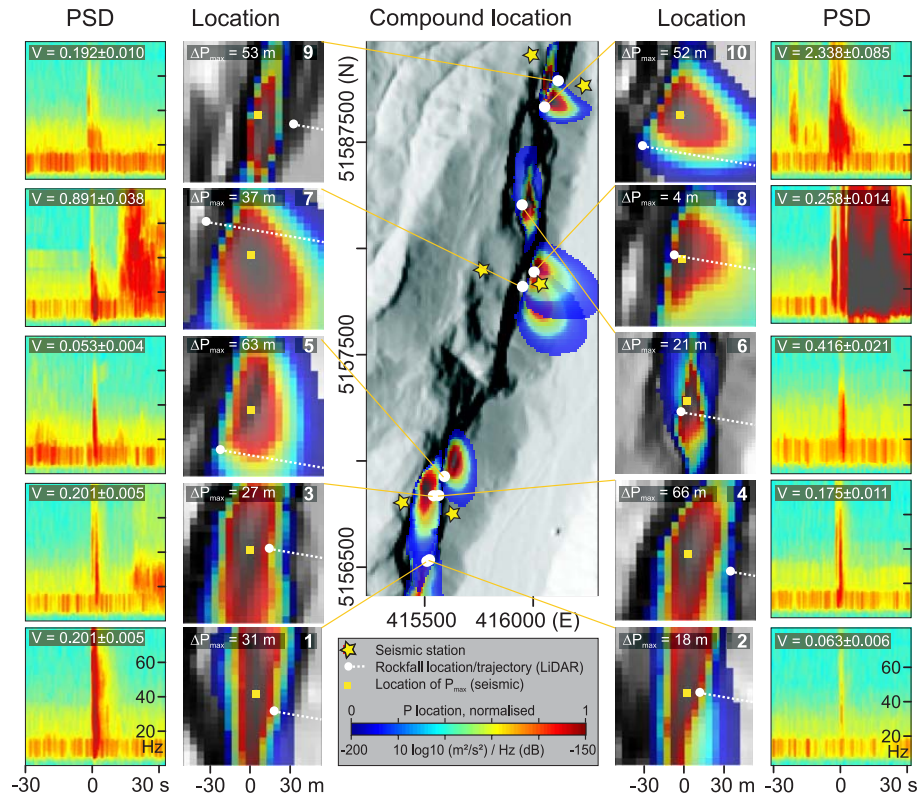 PSD Location Compound location Location PSD
V = 0.192±0.010
ΔPmax = 53 m 9
ΔPmax = 52 m 10
V = 2.338±0.085
V = 0.891±0.038
ΔPmax = 37 m 7
ΔPmax = 4 m 8
V = 0.258±0.014
V = 0.053±0.004
ΔPmax = 63 m 5
ΔPmax = 21 m 6
V = 0.416±0.021
V = 0.201±0.005
ΔPmax = 27 m 3
ΔPmax = 66 m 4
V = 0.175±0.011
V = 0.201±0.005
ΔPmax = 31 m 1
ΔPmax = 18 m 2
V = 0.063±0.006
5158 7500 (N)
5157500
5156500
415500 416000 (E)
Seismic station
Rockfall location/trajectory (LiDAR)
Location of Pmax (seismic)
0 P location, normalised 1
-200 10 log10 (m²/s²) / Hz (dB) -150
60
40
20
Hz
60
40
20
Hz
-30 0 30 s
-30 0 30 m
-30 0 30 m
-30 0 30 s